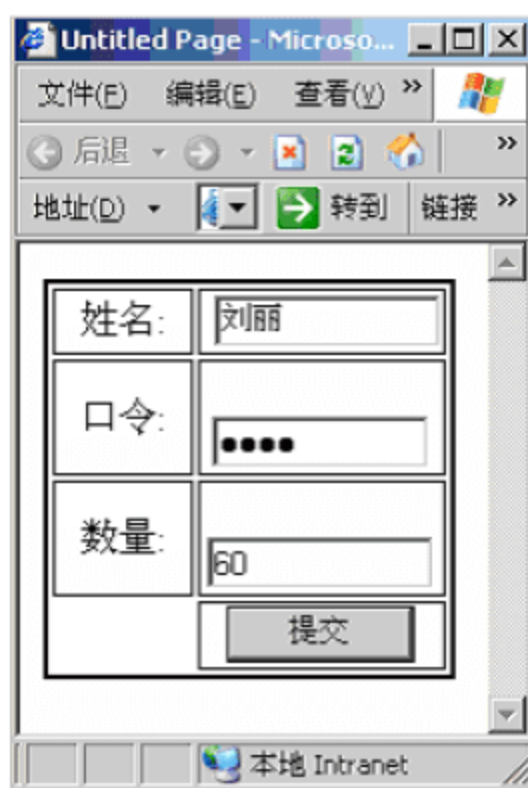 Untitled Page - Microso...
文件(F) 编辑(E) 查看(V) »
后退 »
地址(D) 转到 链接 »
姓名: 刘丽
口令: ●●●●
数量: 60
提交
本地 Intranet